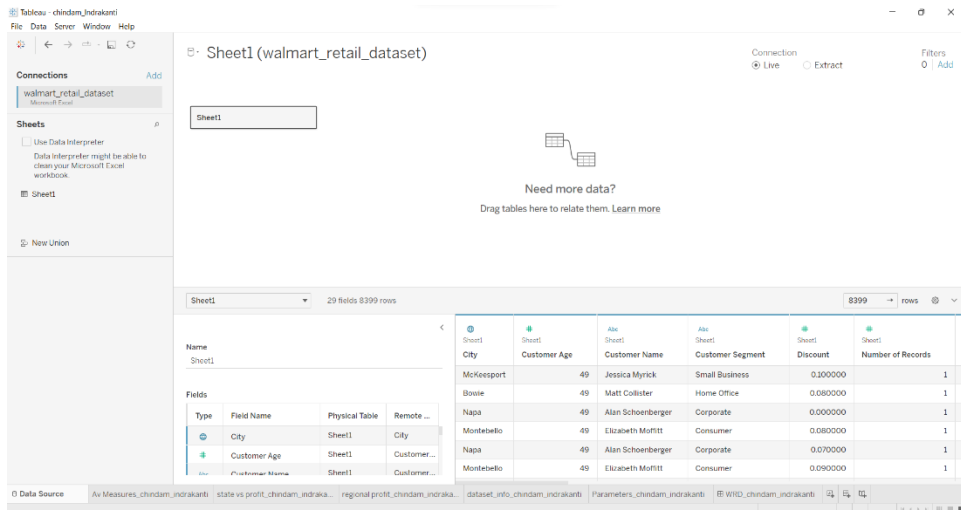 Tableau - chindam_Indrakanti
File Data Server Window Help
Connections Add
walmart_retail_dataset
Microsoft Excel
Sheets
Use Data Interpreter
Data Interpreter might be able to
clean your Microsoft Excel
workbook.
Sheet1
New Union
Sheet1 (walmart_retail_dataset)
Connection
Live Extract
Filters
0 Add
Sheet1
Need more data?
Drag tables here to relate them. Learn more
Sheet1 29 fields 8399 rows 8399 → rows
Name
Sheet1
Fields
Type Field Name Physical Table Remote ...
City Sheet1 City
Customer Age Sheet1 Customer...
Abc Customer Name Sheet1 Customer...
# Abc Abc # #
Sheet1 Sheet1 Sheet1 Sheet1 Sheet1 Sheet1
City Customer Age Customer Name Customer Segment Discount Number of Records
McKeesport 49 Jessica Myrick Small Business 0.100000 1
Bowie 49 Matt Collister Home Office 0.080000 1
Napa 49 Alan Schoenberger Corporate 0.000000 1
Montebello 49 Elizabeth Moffitt Consumer 0.080000 1
Napa 49 Alan Schoenberger Corporate 0.070000 1
Montebello 49 Elizabeth Moffitt Consumer 0.090000 1
Data Source Av Measures_chindam_indrakanti state vs profit_chindam_indraka... regional profit_chindam_indraka... dataset_info_chindam_indrakanti Parameters_chindam_indrakanti WRD_chindam_indrakanti